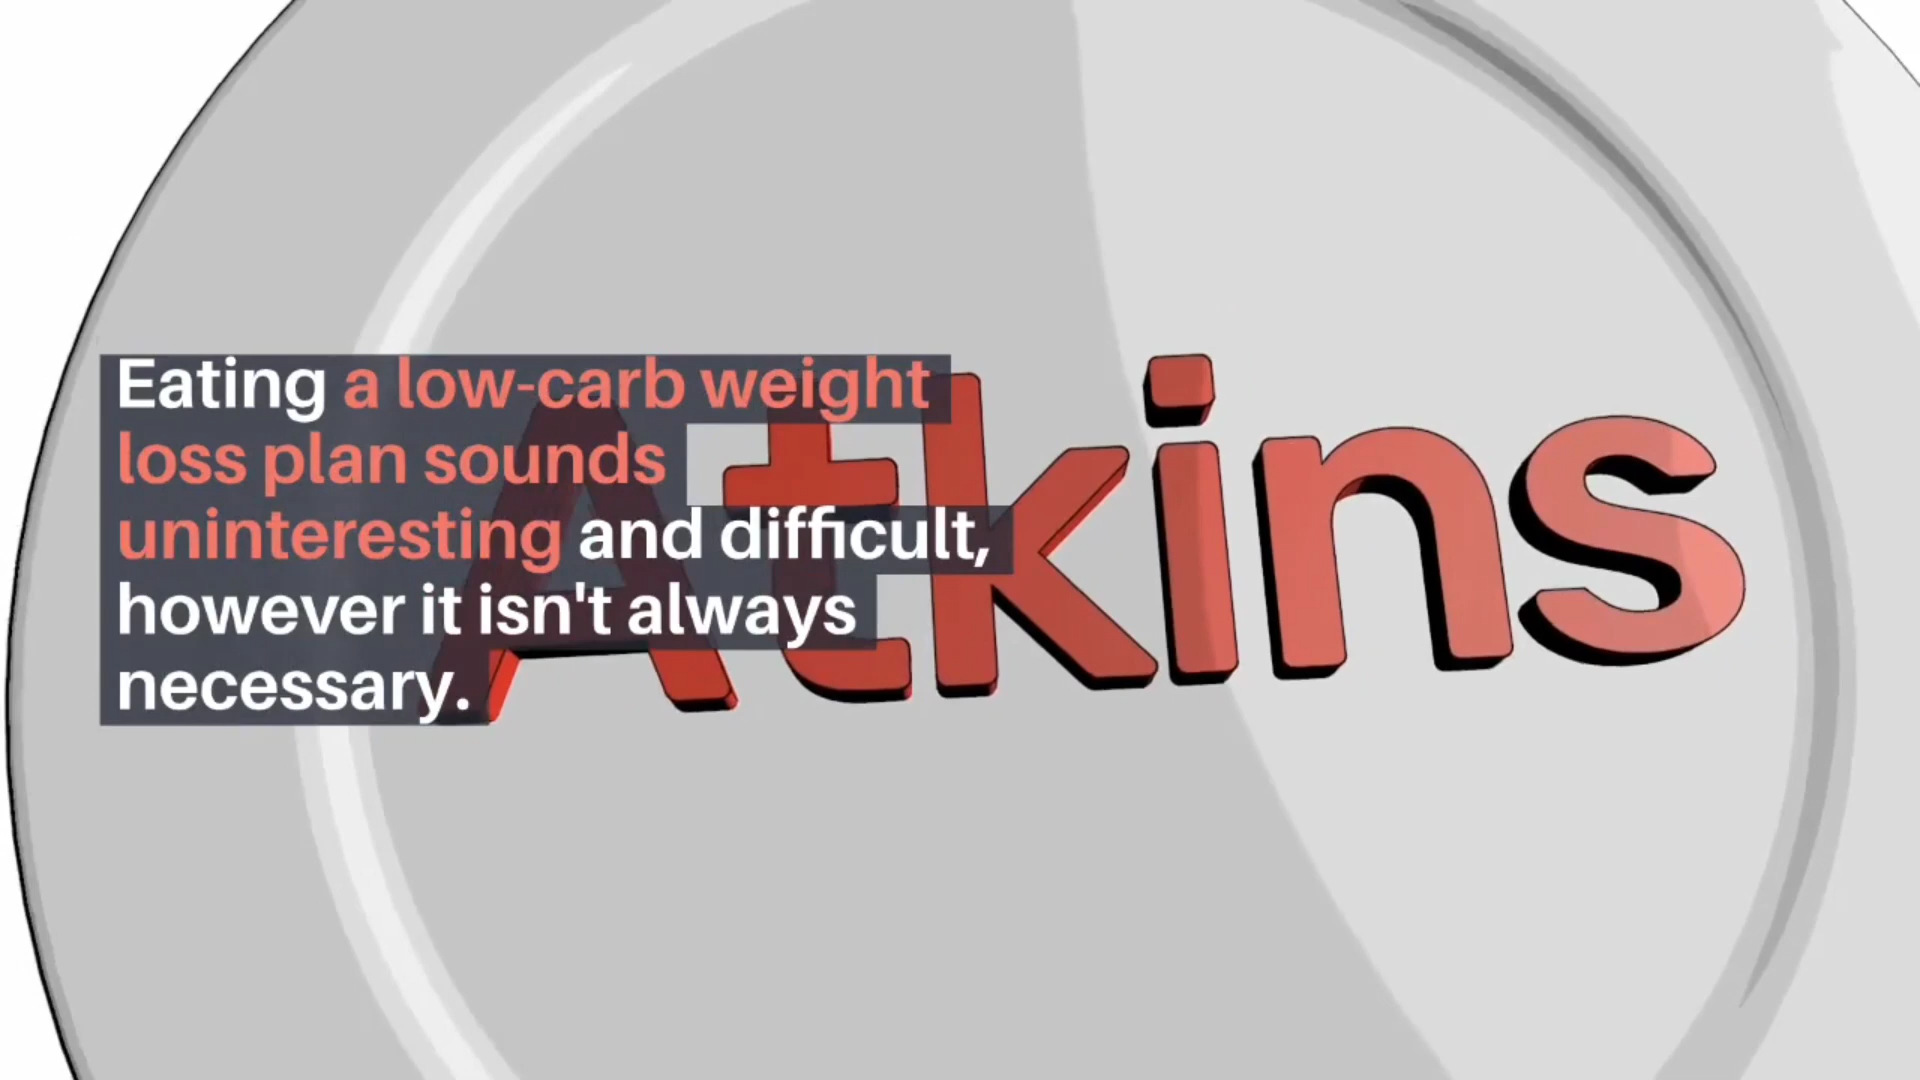 Eating a low-carb weight
loss plan sounds
uninteresting and difficult,
however it isn't always
necessary.
Atkins